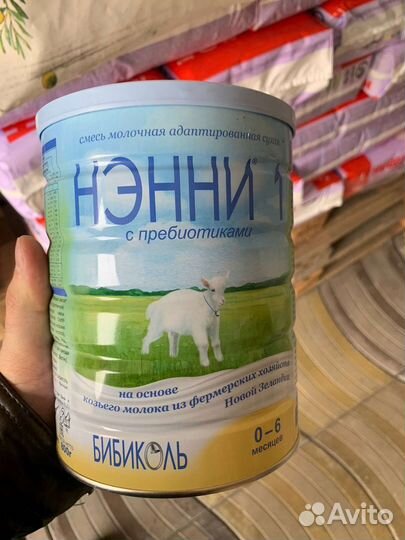 смесь молочная адаптированная сухая
НЭННИ® 1
с пребиотиками
на основе
козьего молока из фермерских хозяйств
Новой Зеландии
БИБИКОЛЬ
0–6
месяцев
Avito